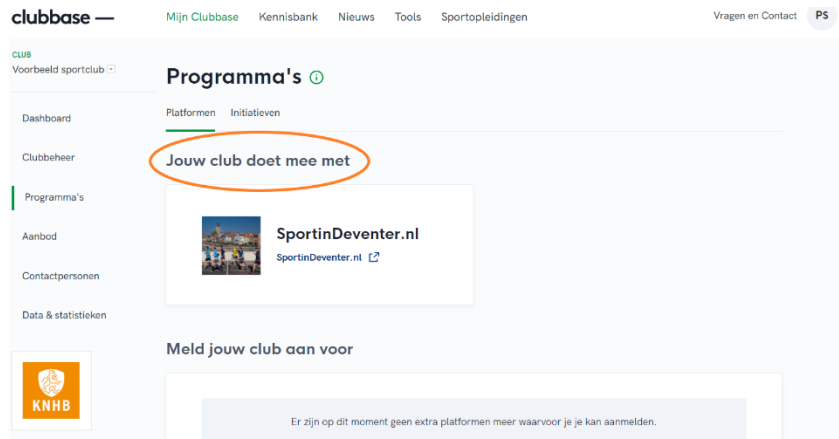 clubbase —
Mijn Clubbase Kennisbank Nieuws Tools Sportopleidingen
Vragen en Contact PS
CLUB
Voorbeeld sportclub
Dashboard
Clubbeheer
Programma's
Aanbod
Contactpersonen
Data & statistieken
KNHB
Programma's
Platformen Initiatieven
Jouw club doet mee met
SportinDeventer.nl
SportinDeventer.nl
Meld jouw club aan voor
Er zijn op dit moment geen extra platformen meer waarvoor je je kan aanmelden.